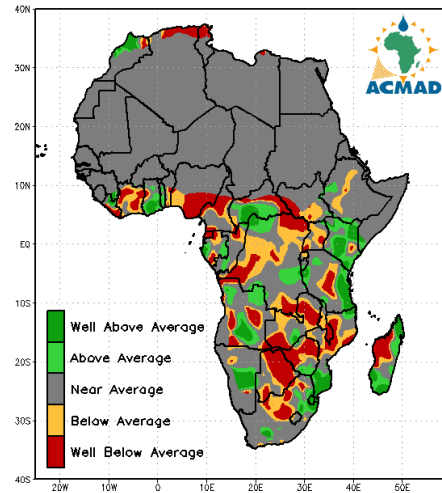 40N
ACMAD
30N
20N
10N
EQ
10S
Well Above Average
Above Average
20S
Near Average
Below Average
30S
Well Below Average
40S
20W
10W
0
10E
20E
30E
40E
50E